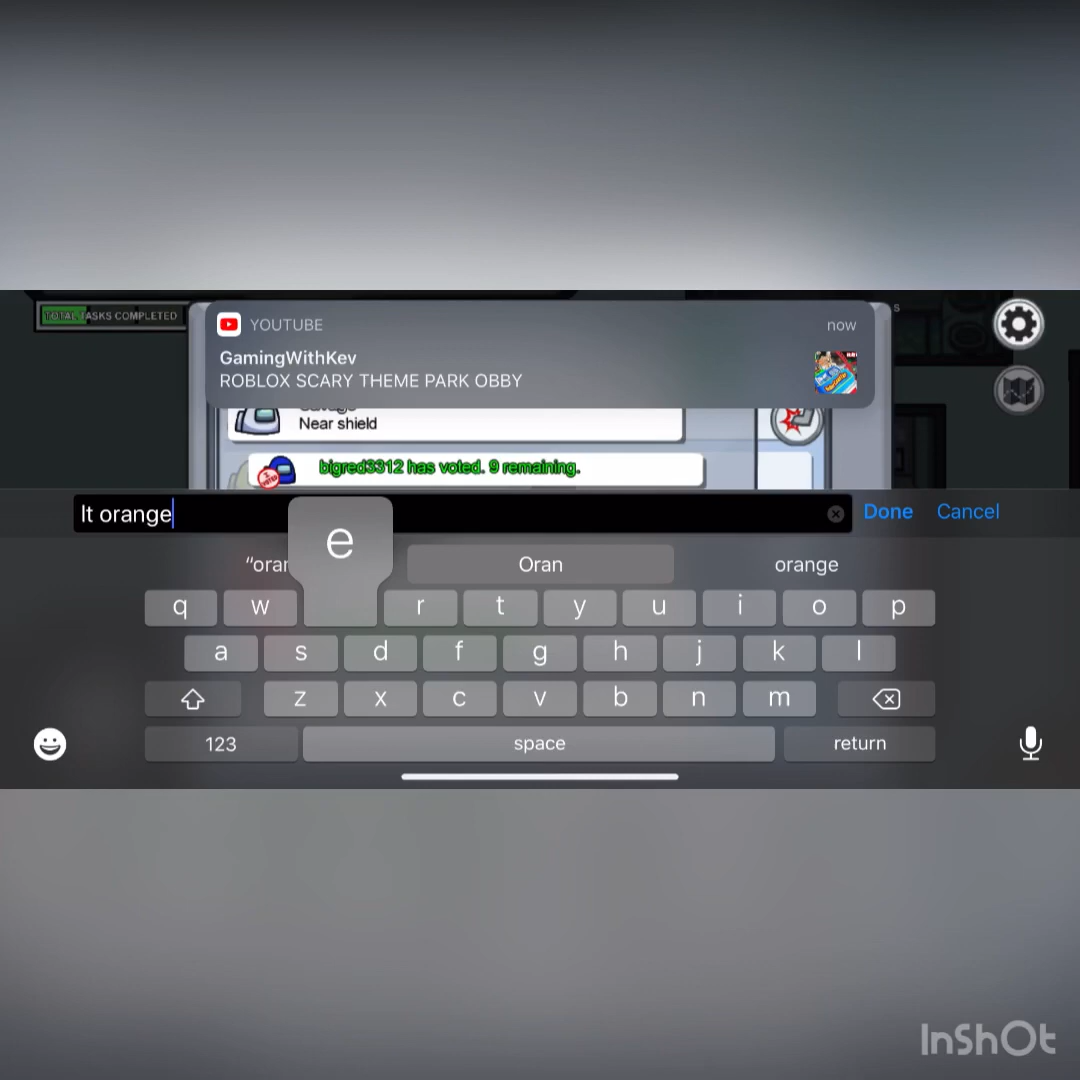 TOTAL TASKS COMPLETED
s
YOUTUBE
now
GamingWithKev
ROBLOX SCARY THEME PARK OBBY
Near shield
bigred3312 has voted. 9 remaining.
I VOTED
It orange
Done
Cancel
e
"oran
Oran
orange
q w r t y u i o p
a s d f g h j k l
z x c v b n m
123
space
return
InShOt